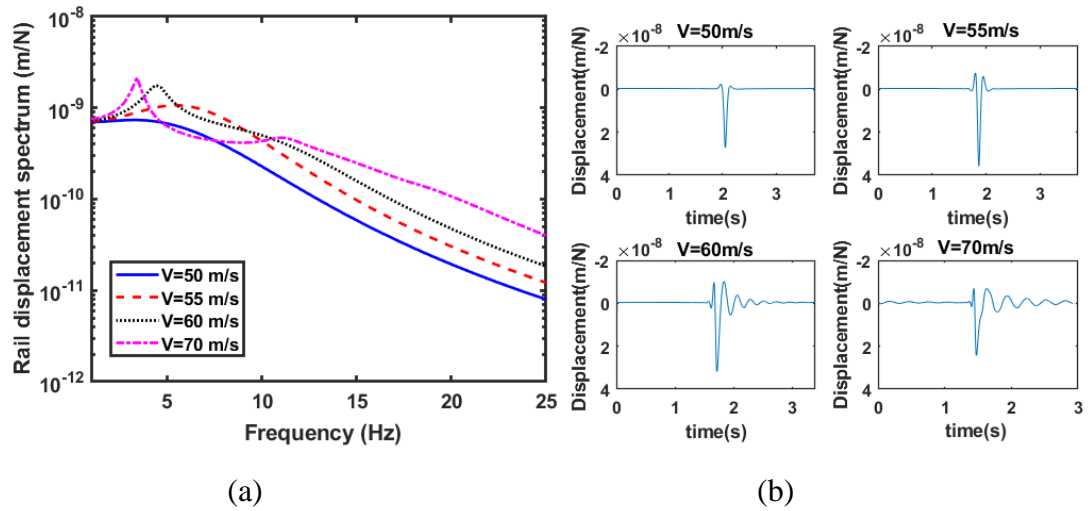 10^-8
10^-9
10^-10
10^-11
10^-12
Rail displacement spectrum (m/N)
V=50 m/s
V=55 m/s
V=60 m/s
V=70 m/s
5 10 15 20 25
Frequency (Hz)
(a)
×10^-8 V=50m/s
Displacement(m/N)
-2
0
2
4
0 1 2 3
time(s)
×10^-8 V=55m/s
Displacement(m/N)
-2
0
2
4
0 1 2 3
time(s)
×10^-8 V=60m/s
Displacement(m/N)
-2
0
2
4
0 1 2 3
time(s)
×10^-8 V=70m/s
Displacement(m/N)
-2
0
2
4
0 1 2 3
time(s)
(b)